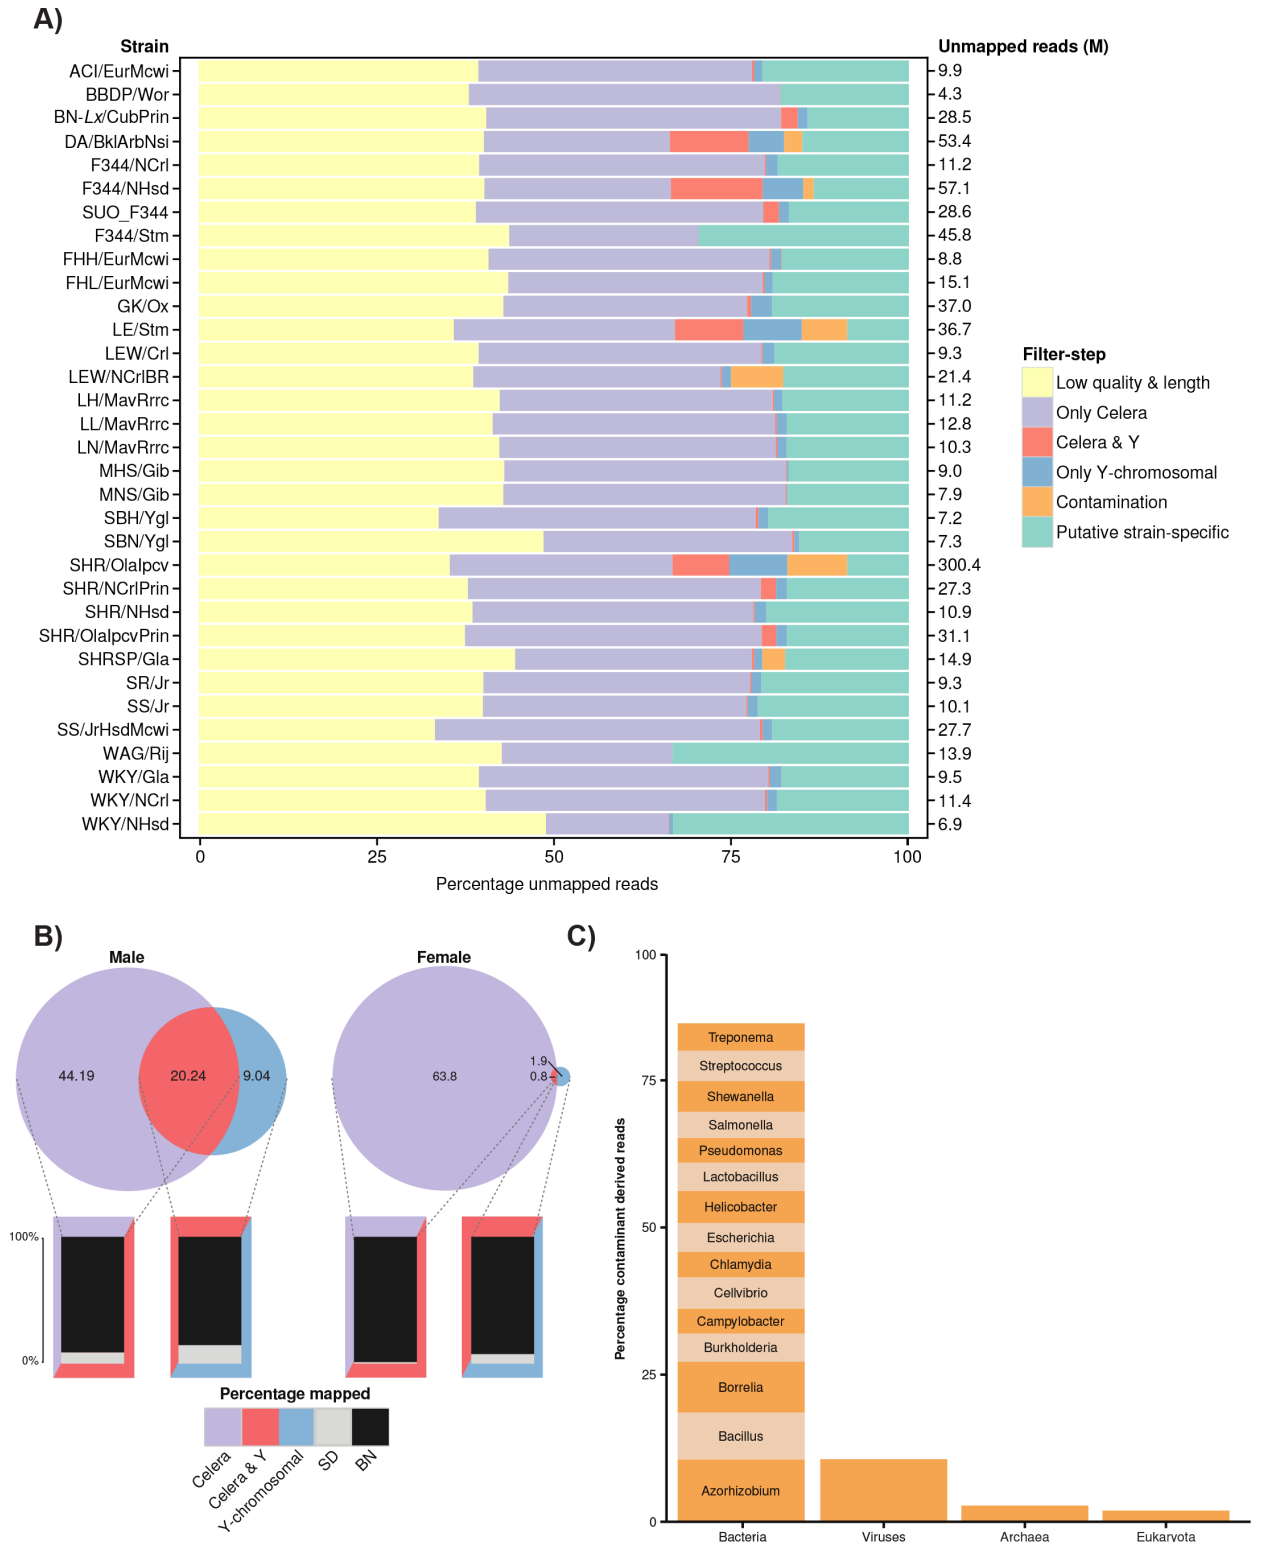 A)
Strain
Unmapped reads (M)
ACI/EurMcwi 9.9
BBDP/Wor 4.3
BN-Lx/CubPrin 28.5
DA/BklArbNsi 53.4
F344/NCrl 11.2
F344/NHsd 57.1
SUO_F344 28.6
F344/Stm 45.8
FHH/EurMcwi 8.8
FHL/EurMcwi 15.1
GK/Ox 37.0
LE/Stm 36.7
LEW/Crl 9.3
LEW/NCrlBR 21.4
LH/MavRrrc 11.2
LL/MavRrrc 12.8
LN/MavRrrc 10.3
MHS/Gib 9.0
MNS/Gib 7.9
SBH/Ygl 7.2
SBN/Ygl 7.3
SHR/OlaIpcv 300.4
SHR/NCrlPrin 27.3
SHR/NHsd 10.9
SHR/OlaIpcvPrin 31.1
SHRSP/Gla 14.9
SR/Jr 9.3
SS/Jr 10.1
SS/JrHsdMcwi 27.7
WAG/Rij 13.9
WKY/Gla 9.5
WKY/NCrl 11.4
WKY/NHsd 6.9
0 25 50 75 100
Percentage unmapped reads
Filter-step
Low quality & length
Only Celera
Celera & Y
Only Y-chromosomal
Contamination
Putative strain-specific
B)
Male
Female
44.19 20.24 9.04
63.8
1.9
0.8
100%
0%
Percentage mapped
Celera
Celera & Y
Y-chromosomal
SD
BN
C)
Percentage contaminant derived reads
100
75
50
25
0
Treponema
Streptococcus
Shewanella
Salmonella
Pseudomonas
Lactobacillus
Helicobacter
Escherichia
Chlamydia
Cellvibrio
Campylobacter
Burkholderia
Borrelia
Bacillus
Azorhizobium
Bacteria Viruses Archaea Eukaryota